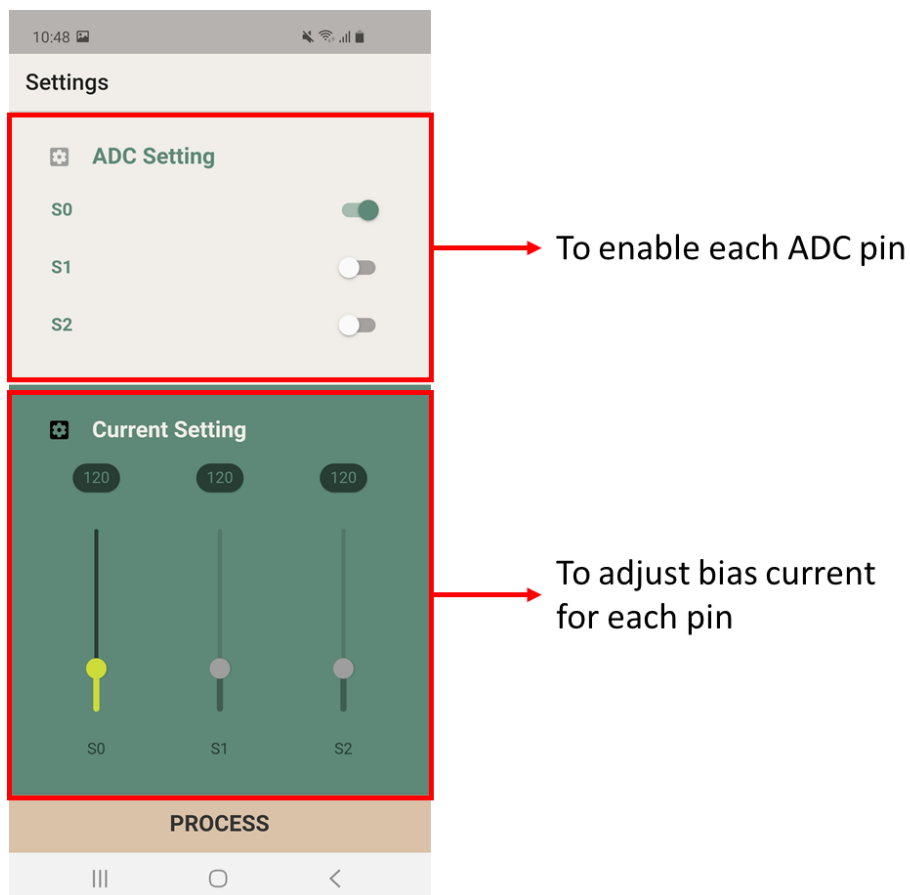 10:48
Settings
ADC Setting
S0
S1
S2
To enable each ADC pin
Current Setting
120 120 120
To adjust bias current
for each pin
S0 S1 S2
PROCESS